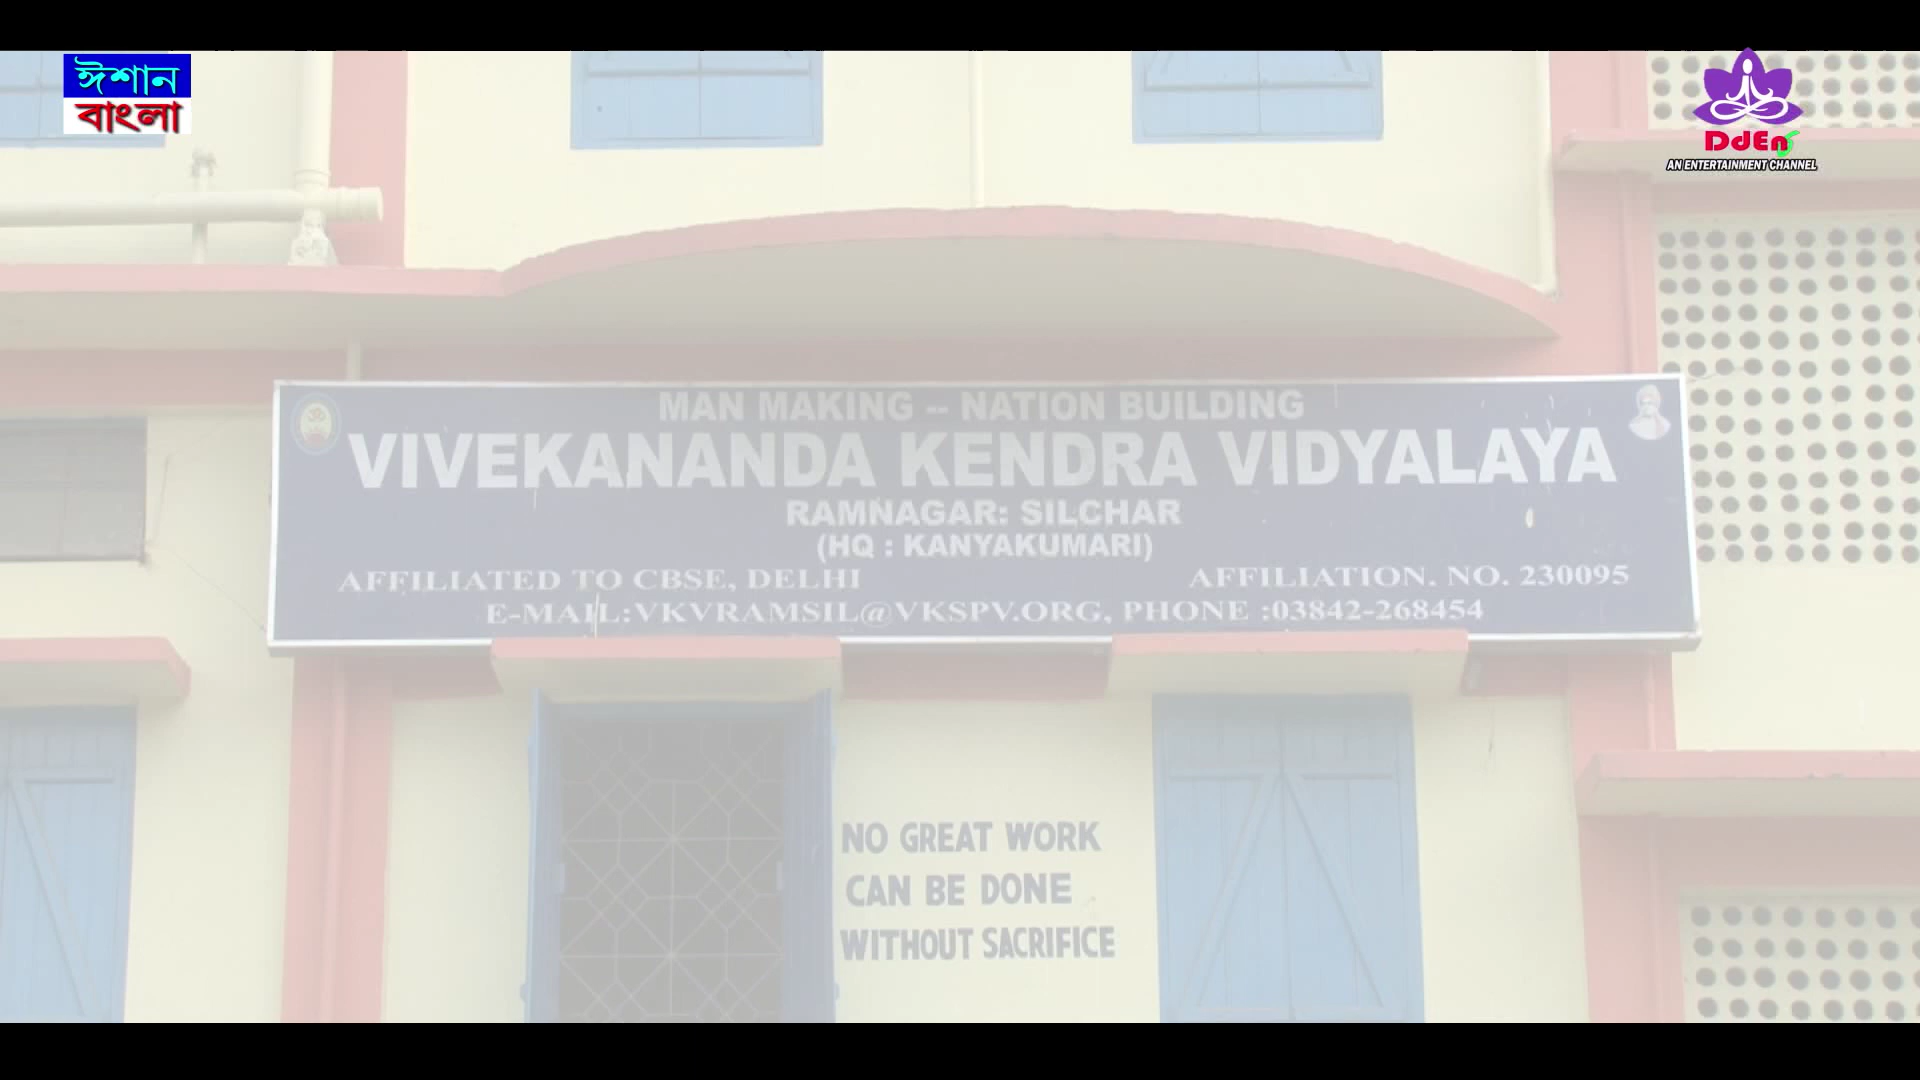 ঈশান
বাংলা
DdEn
AN ENTERTAINMENT CHANNEL
MAN MAKING -- NATION BUILDING
VIVEKANANDA KENDRA VIDYALAYA
RAMNAGAR: SILCHAR
(HQ : KANYAKUMARI)
AFFILIATED TO CBSE, DELHI AFFILIATION. NO. 230095
E-MAIL:VKVRAMSIL@VKSPV.ORG, PHONE :03842-268454
NO GREAT WORK
CAN BE DONE
WITHOUT SACRIFICE